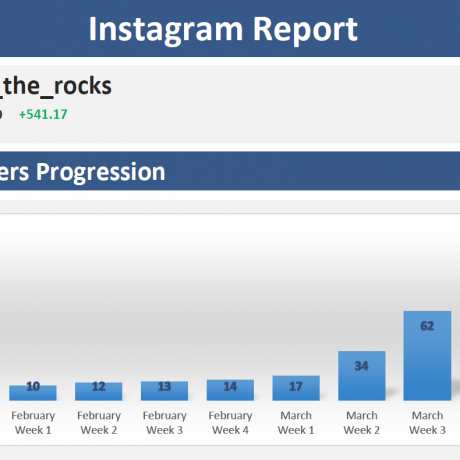 Instagram Report
_the_rocks
+541.17
ers Progression
10 12 13 14 17 34 62
February February February February March March March
Week 1 Week 2 Week 3 Week 4 Week 1 Week 2 Week 3